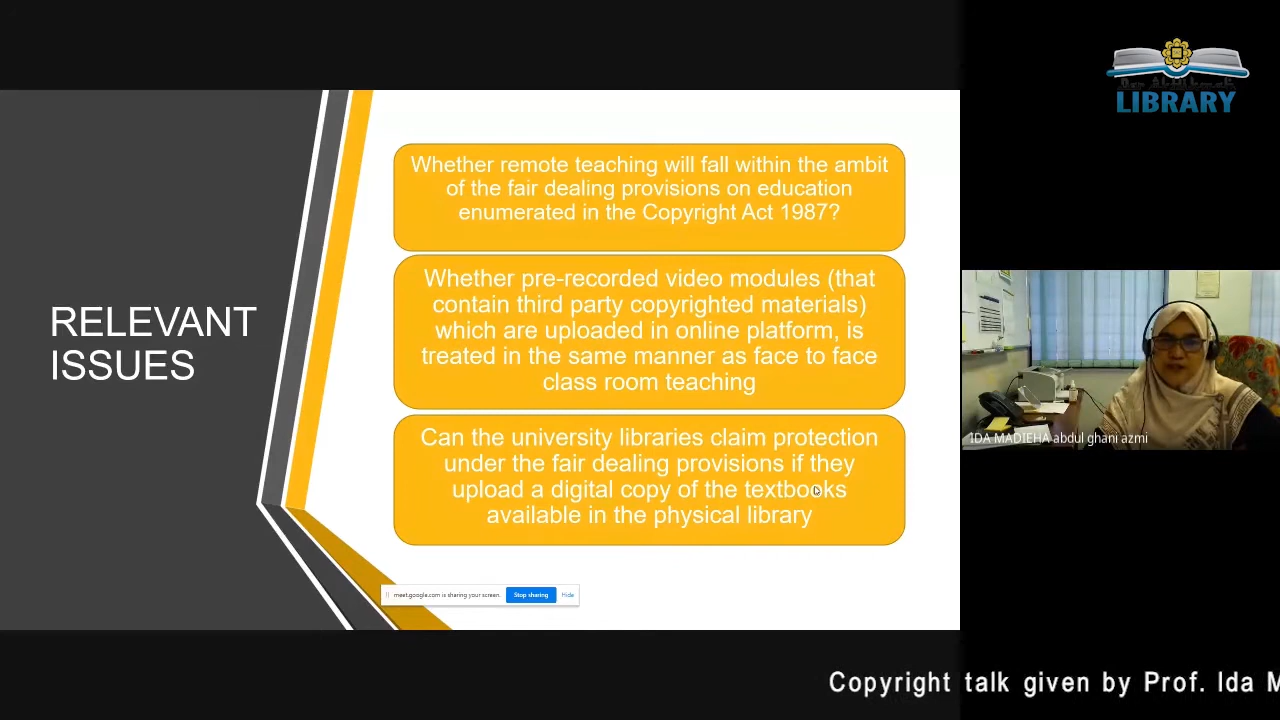 LIBRARY
RELEVANT
ISSUES
Whether remote teaching will fall within the ambit
of the fair dealing provisions on education
enumerated in the Copyright Act 1987?
Whether pre-recorded video modules (that
contain third party copyrighted materials)
which are uploaded in online platform, is
treated in the same manner as face to face
class room teaching
Can the university libraries claim protection
under the fair dealing provisions if they
upload a digital copy of the textbooks
available in the physical library
meet.google.com is sharing your screen.
Stop sharing
Hide
IDA MADIEHA abdul ghani azmi
Copyright talk given by Prof. Ida M